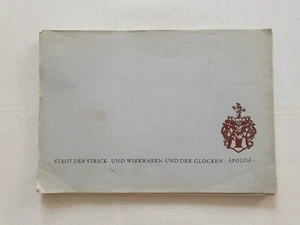 STADT DER STRICK- UND WIRKWAREN UND DER GLOCKEN · APOLDA ·